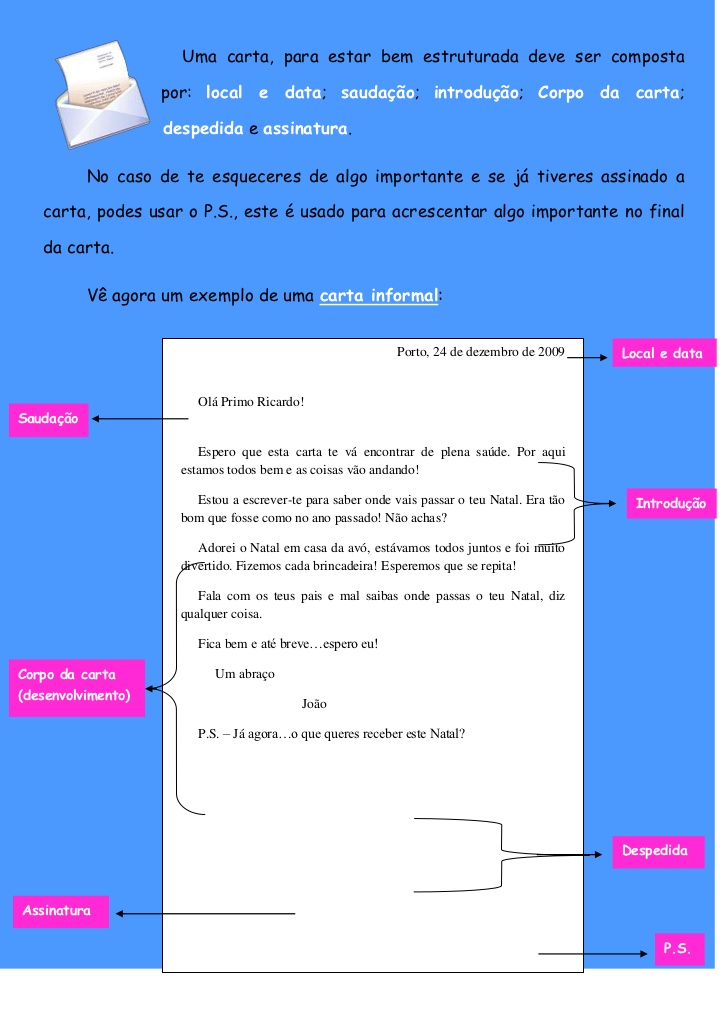 Uma carta, para estar bem estruturada deve ser composta
por: local e data; saudação; introdução; Corpo da carta;
despedida e assinatura.
No caso de te esqueceres de algo importante e se já tiveres assinado a
carta, podes usar o P.S., este é usado para acrescentar algo importante no final
da carta.
Vê agora um exemplo de uma carta informal:
Porto, 24 de dezembro de 2009
Local e data
Olá Primo Ricardo!
Saudação
Espero que esta carta te vá encontrar de plena saúde. Por aqui
estamos todos bem e as coisas vão andando!
Estou a escrever-te para saber onde vais passar o teu Natal. Era tão
bom que fosse como no ano passado! Não achas?
Introdução
Adorei o Natal em casa da avó, estávamos todos juntos e foi muito
divertido. Fizemos cada brincadeira! Esperemos que se repita!
Fala com os teus pais e mal saibas onde passas o teu Natal, diz
qualquer coisa.
Fica bem e até breve…espero eu!
Um abraço
Corpo da carta
(desenvolvimento)
João
P.S. – Já agora…o que queres receber este Natal?
Despedida
Assinatura
P.S.